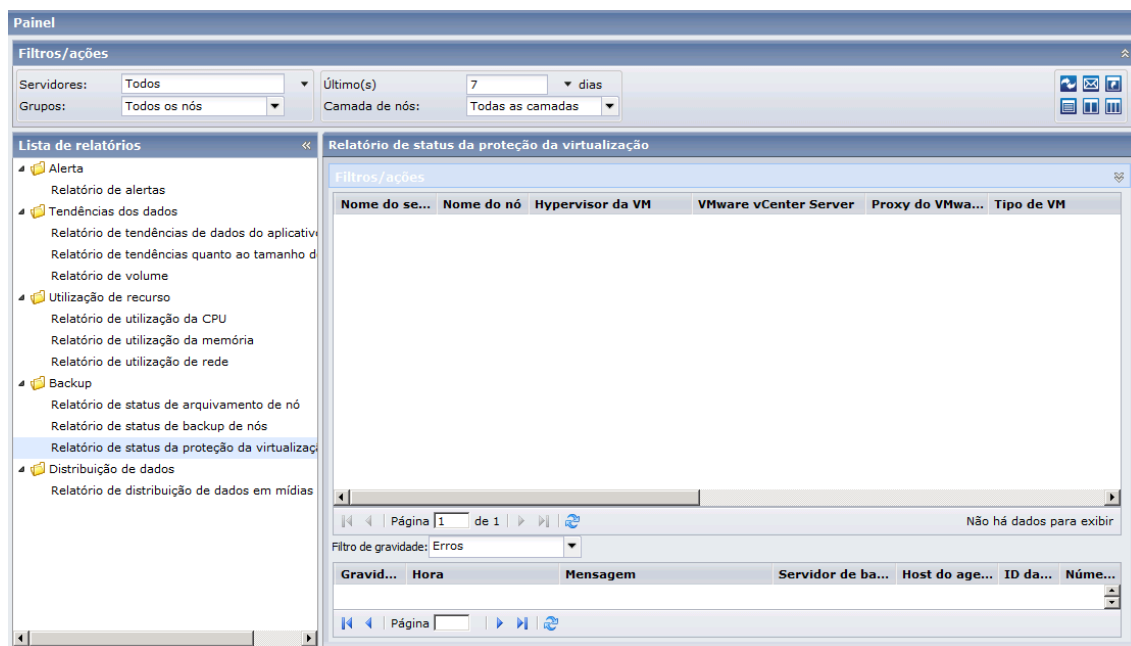 Painel
Filtros/ações
Servidores: Todos Último(s) 7 dias
Grupos: Todos os nós Camada de nós: Todas as camadas
Lista de relatórios
Alerta
Relatório de alertas
Tendências dos dados
Relatório de tendências de dados do aplicativo
Relatório de tendências quanto ao tamanho d
Relatório de volume
Utilização de recurso
Relatório de utilização da CPU
Relatório de utilização da memória
Relatório de utilização de rede
Backup
Relatório de status de arquivamento de nó
Relatório de status de backup de nós
Relatório de status da proteção da virtualizaçã
Distribuição de dados
Relatório de distribuição de dados em mídias
Relatório de status da proteção da virtualização
Filtros/ações
Nome do se... Nome do nó Hypervisor da VM VMware vCenter Server Proxy do VMwa... Tipo de VM
Página 1 de 1 Não há dados para exibir
Filtro de gravidade: Erros
Gravid... Hora Mensagem Servidor de ba... Host do age... ID da... Núme...
Página